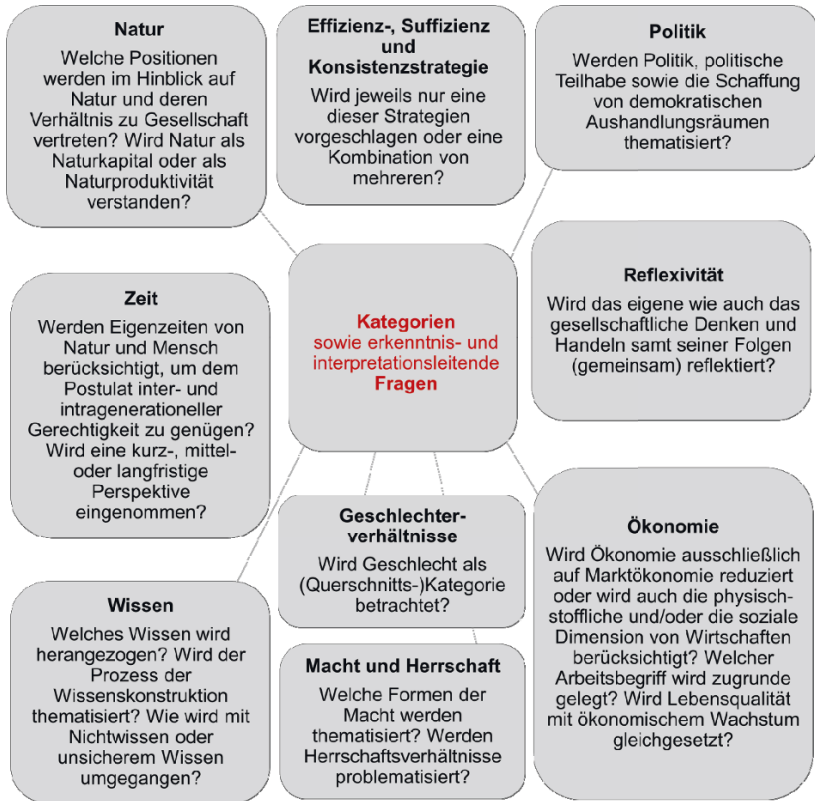 Natur
Welche Positionen
werden im Hinblick auf
Natur und deren
Verhältnis zu Gesellschaft
vertreten? Wird Natur als
Naturkapital oder als
Naturproduktivität
verstanden?
Effizienz-, Suffizienz
und
Konsistenzstrategie
Wird jeweils nur eine
dieser Strategien
vorgeschlagen oder eine
Kombination von
mehreren?
Politik
Werden Politik, politische
Teilhabe sowie die Schaffung
von demokratischen
Aushandlungsräumen
thematisiert?
Zeit
Werden Eigenzeiten von
Natur und Mensch
berücksichtigt, um dem
Postulat inter- und
intragenerationeller
Gerechtigkeit zu genügen?
Wird eine kurz-, mittel-
oder langfristige
Perspektive
eingenommen?
Kategorien
sowie erkenntnis- und
interpretationsleitende
Fragen
Reflexivität
Wird das eigene wie auch das
gesellschaftliche Denken und
Handeln samt seiner Folgen
(gemeinsam) reflektiert?
Wissen
Welches Wissen wird
herangezogen? Wird der
Prozess der
Wissenskonstruktion
thematisiert? Wie wird mit
Nichtwissen oder
unsicherem Wissen
umgegangen?
Geschlechter-
verhältnisse
Wird Geschlecht als
(Querschnitts-)Kategorie
betrachtet?
Macht und Herrschaft
Welche Formen der
Macht werden
thematisiert? Werden
Herrschaftsverhältnisse
problematisiert?
Ökonomie
Wird Ökonomie ausschließlich
auf Marktökonomie reduziert
oder wird auch die physisch-
stoffliche und/oder die soziale
Dimension von Wirtschaften
berücksichtigt? Welcher
Arbeitsbegriff wird zugrunde
gelegt? Wird Lebensqualität
mit ökonomischem Wachstum
gleichgesetzt?